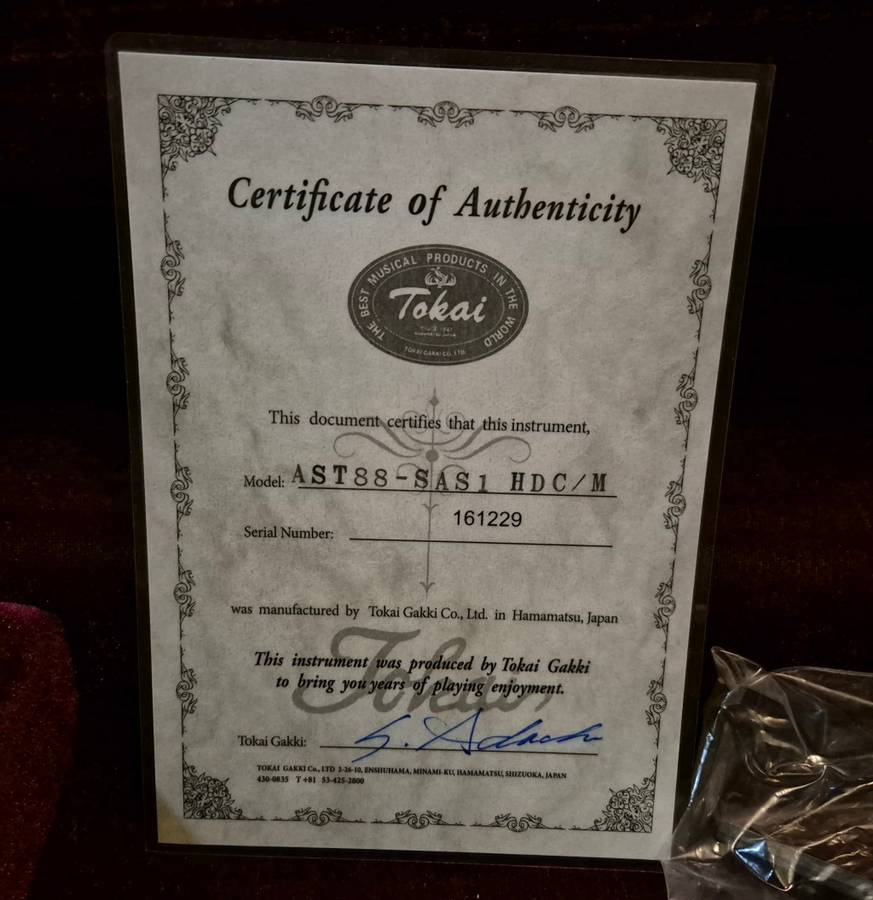 Certificate of Authenticity
THE BEST MUSICAL PRODUCTS IN THE WORLD
Tokai
TOKAI GAKKI CO., LTD.
This document certifies that this instrument,
Model: AST88-SAS1 HDC/M
Serial Number: 161229
was manufactured by Tokai Gakki Co., Ltd. in Hamamatsu, Japan
Tokai
This instrument was produced by Tokai Gakki
to bring you years of playing enjoyment.
Tokai Gakki: S. Adachi
TOKAI GAKKI Co., LTD 2-26-10, ENSHUHAMA, MINAMI-KU, HAMAMATSU, SHIZUOKA, JAPAN
430-0835 T +81 53-425-2800